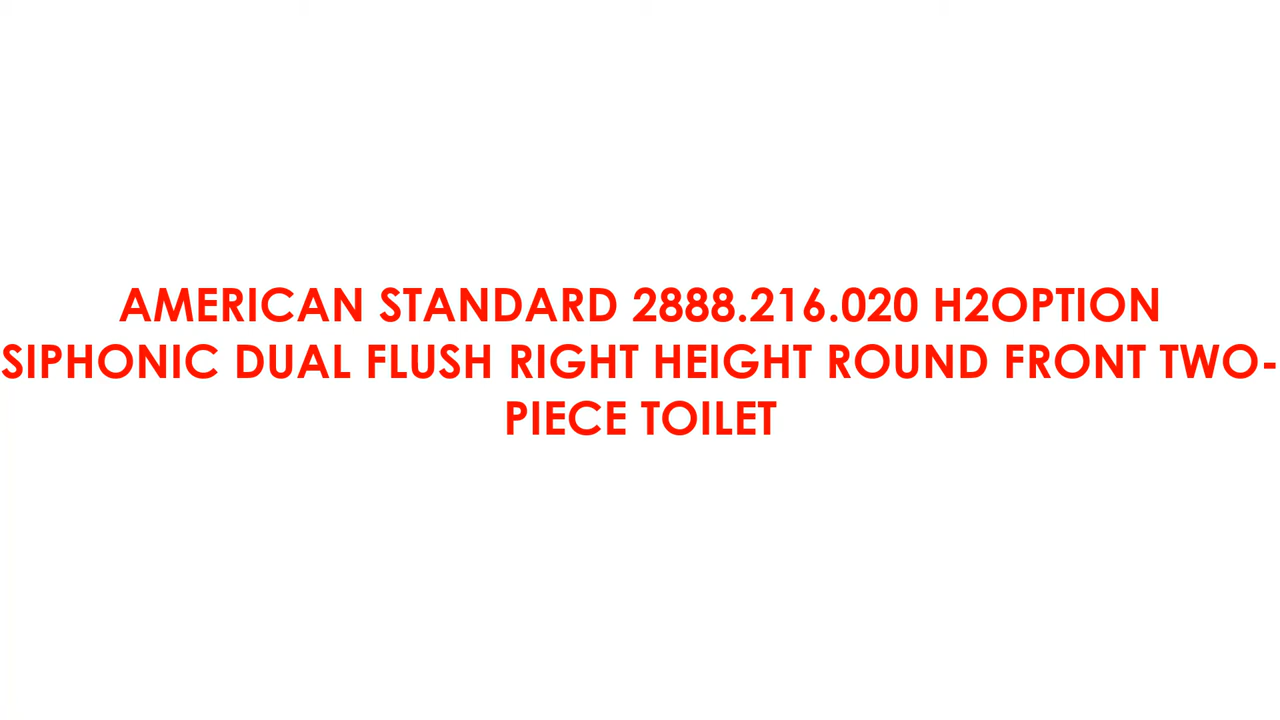 AMERICAN STANDARD 2888.216.020 H2OPTION
SIPHONIC DUAL FLUSH RIGHT HEIGHT ROUND FRONT TWO-
PIECE TOILET